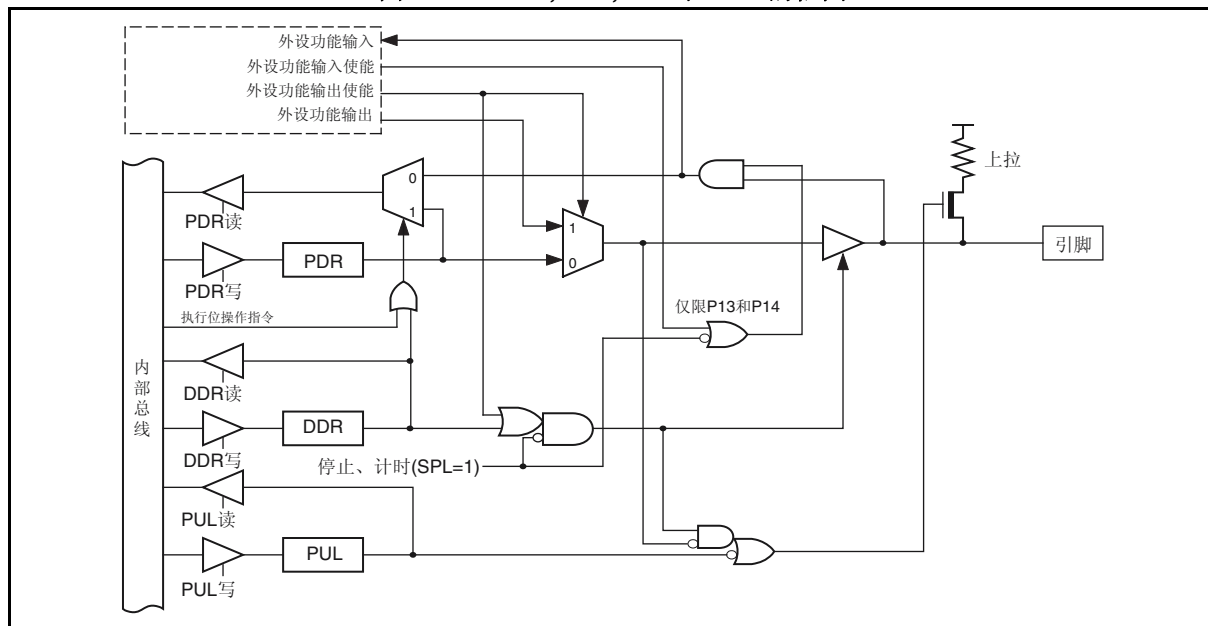 外设功能输入
外设功能输入使能
外设功能输出使能
外设功能输出
上拉
0
1
PDR读
1
0
PDR
引脚
PDR写
仅限P13和P14
执行位操作指令
内部总线
DDR读
DDR
DDR写
停止、计时(SPL=1)
PUL读
PUL
PUL写